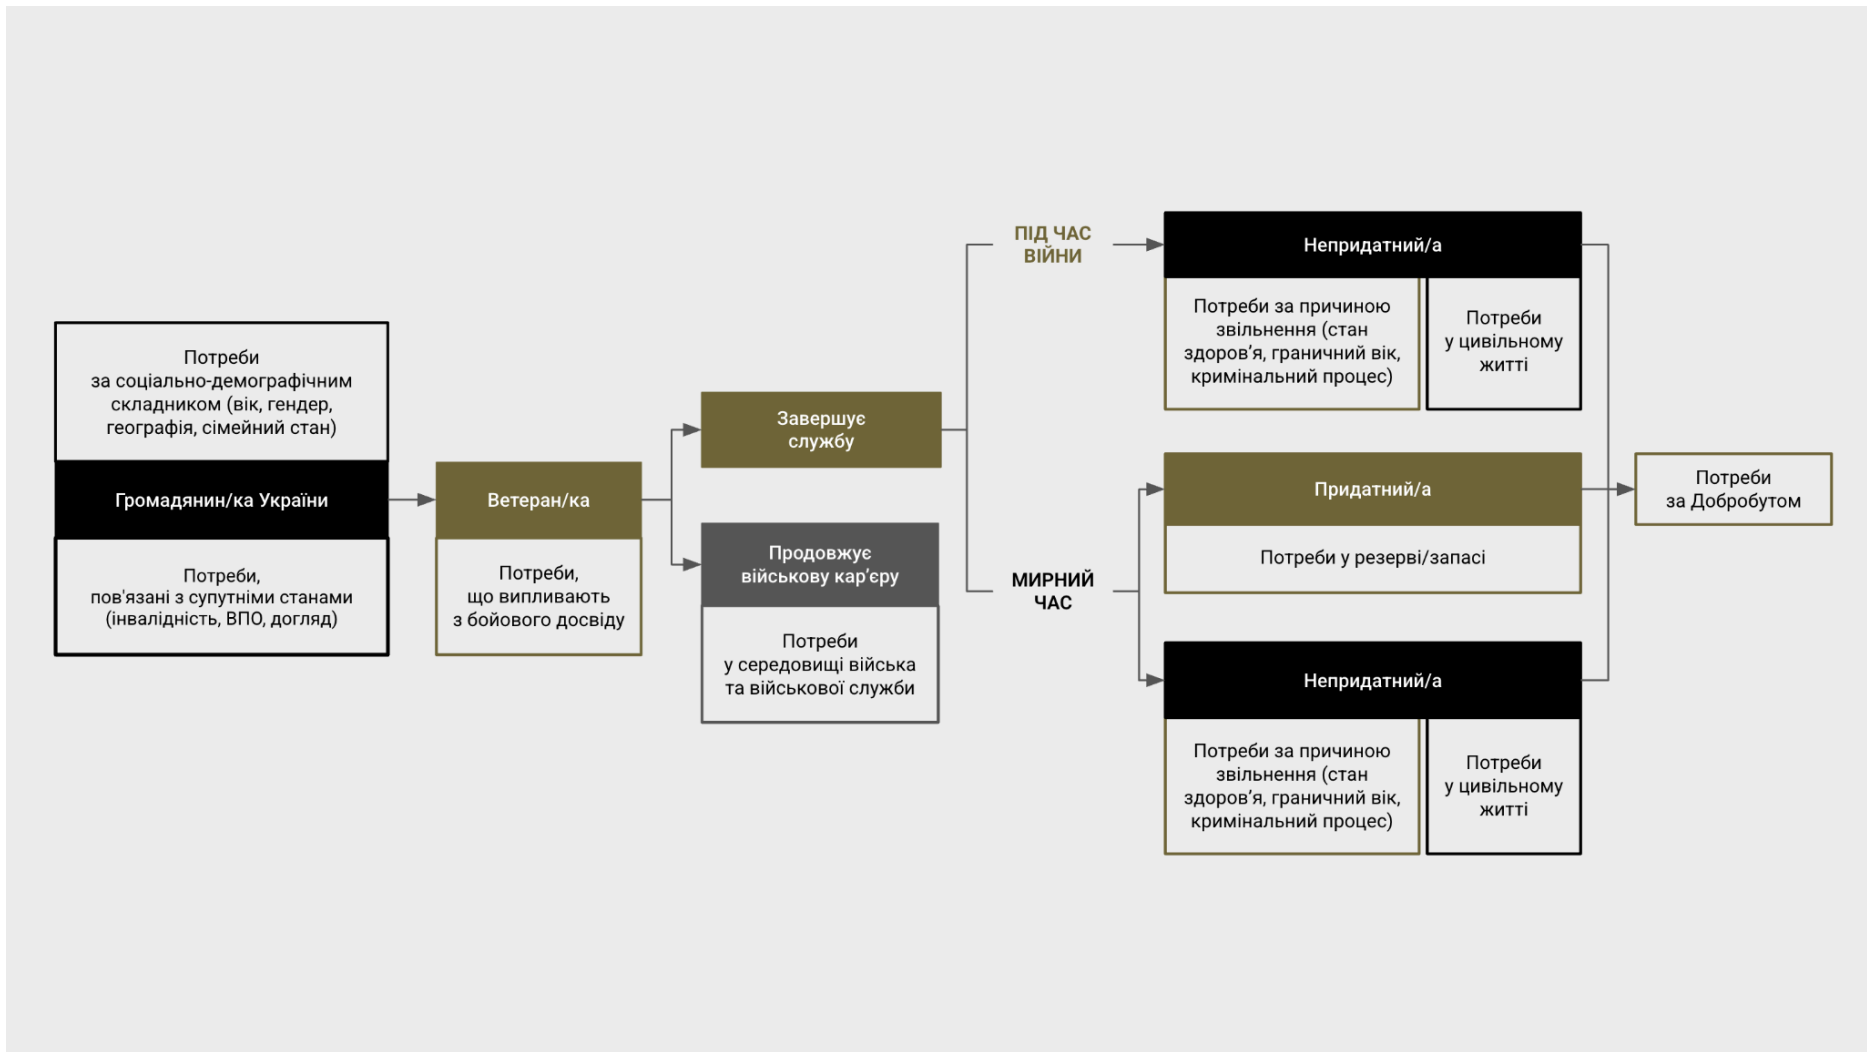 Потреби
за соціально-демографічним
складником (вік, гендер,
географія, сімейний стан)
Громадянин/ка України
Потреби,
пов'язані з супутніми станами
(інвалідність, ВПО, догляд)
Ветеран/ка
Потреби,
що випливають
з бойового досвіду
Завершує
службу
Продовжує
військову кар’єру
Потреби
у середовищі війська
та військової служби
ПІД ЧАС
ВІЙНИ
МИРНИЙ
ЧАС
Непридатний/а
Потреби за причиною
звільнення (стан
здоров’я, граничний вік,
кримінальний процес)
Потреби
у цивільному
житті
Придатний/а
Потреби у резерві/запасі
Непридатний/а
Потреби за причиною
звільнення (стан
здоров’я, граничний вік,
кримінальний процес)
Потреби
у цивільному
житті
Потреби
за Добробутом